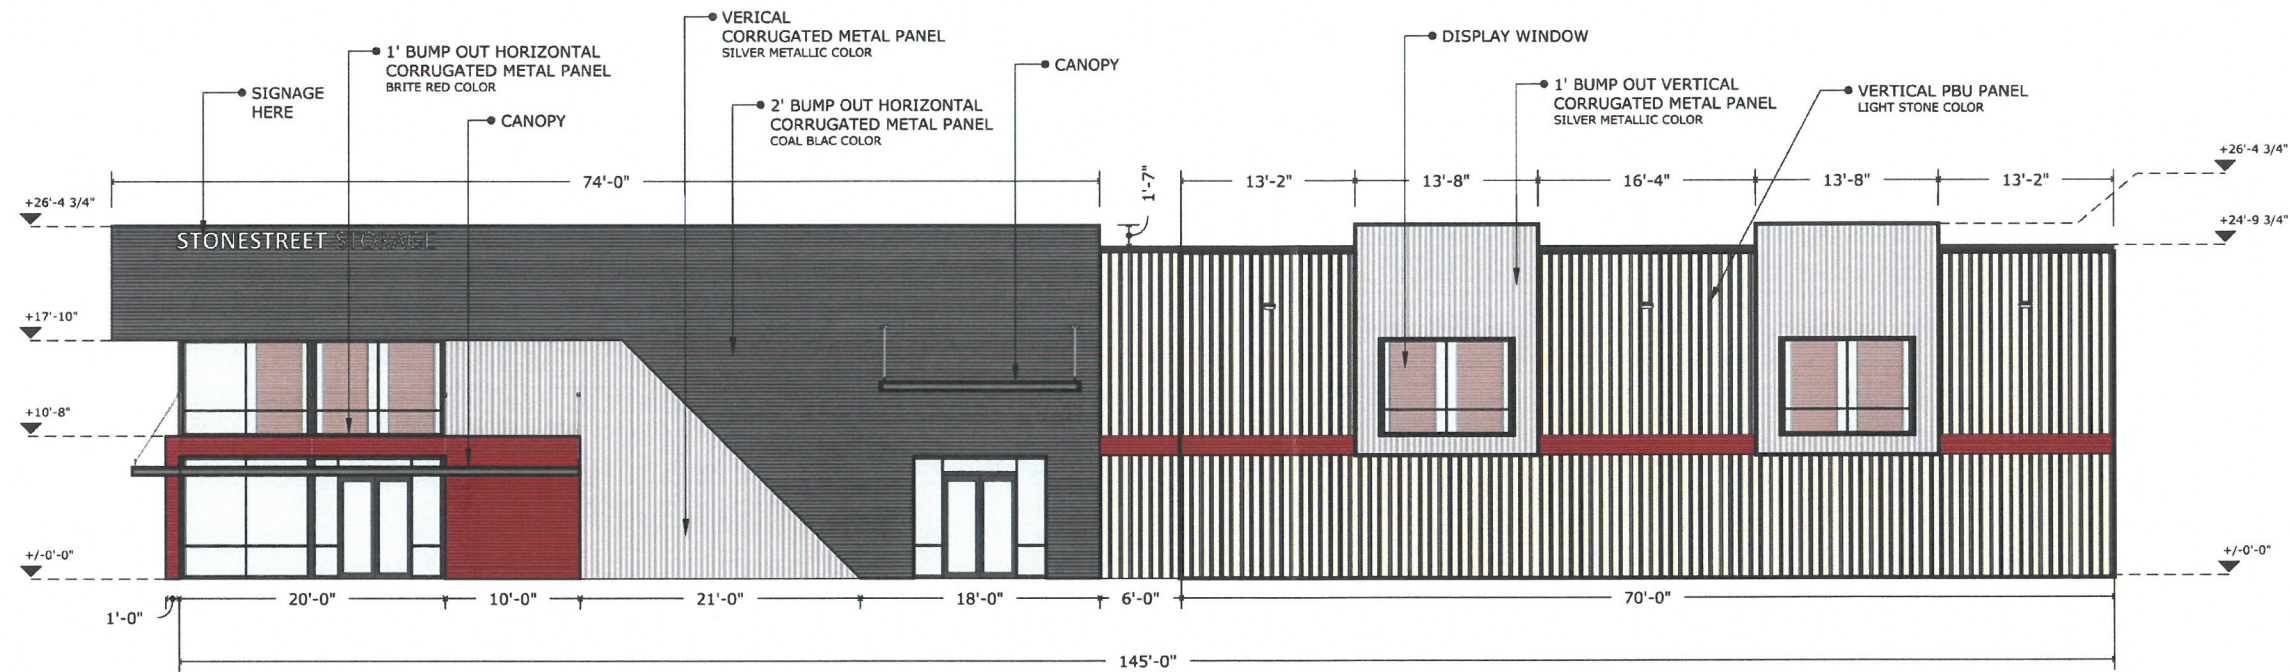 VERICAL
CORRUGATED METAL PANEL
SILVER METALLIC COLOR
1' BUMP OUT HORIZONTAL
CORRUGATED METAL PANEL
BRITE RED COLOR
SIGNAGE
HERE
CANOPY
2' BUMP OUT HORIZONTAL
CORRUGATED METAL PANEL
COAL BLAC COLOR
CANOPY
DISPLAY WINDOW
1' BUMP OUT VERTICAL
CORRUGATED METAL PANEL
SILVER METALLIC COLOR
VERTICAL PBU PANEL
LIGHT STONE COLOR
74'-0"
1'-7"
13'-2"
13'-8"
16'-4"
13'-8"
13'-2"
+26'-4 3/4"
+26'-4 3/4"
+24'-9 3/4"
STONESTREET STORAGE
+17'-10"
+10'-8"
+/-0'-0"
+/-0'-0"
1'-0"
20'-0"
10'-0"
21'-0"
18'-0"
6'-0"
70'-0"
145'-0"